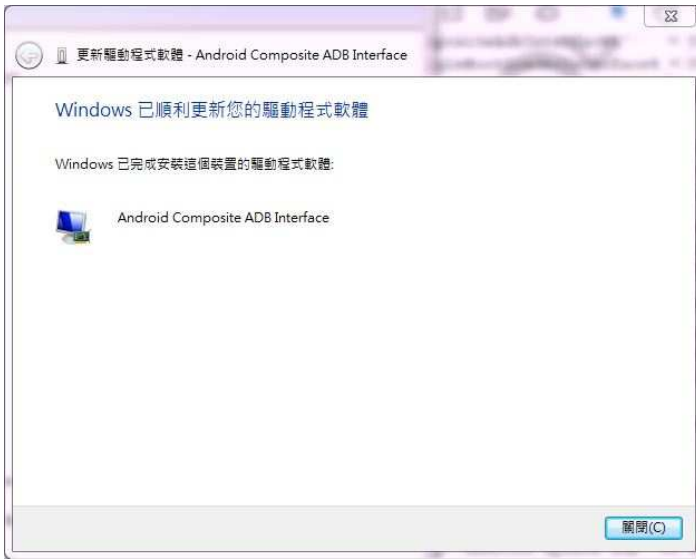 更新驅動程式軟體 - Android Composite ADB Interface
Windows 已順利更新您的驅動程式軟體
Windows 已完成安裝這個裝置的驅動程式軟體:
Android Composite ADB Interface
關閉(C)